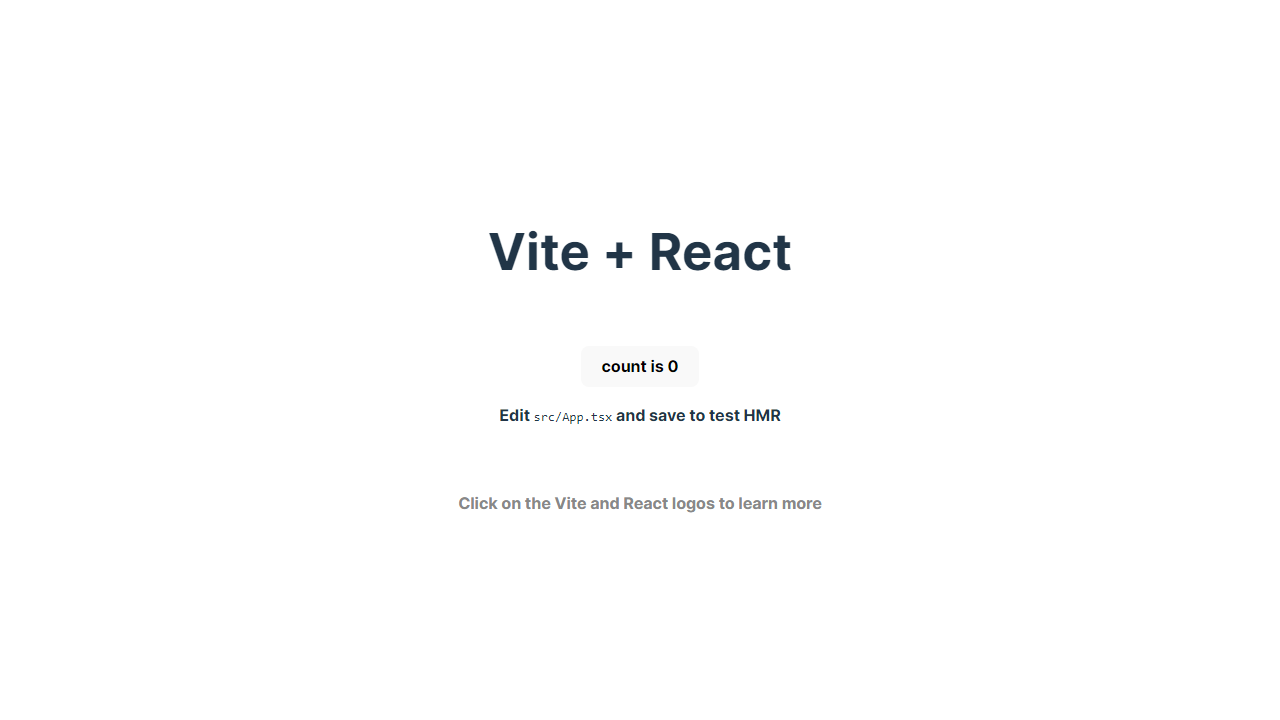 Vite + React
count is 0
Edit src/App.tsx and save to test HMR
Click on the Vite and React logos to learn more